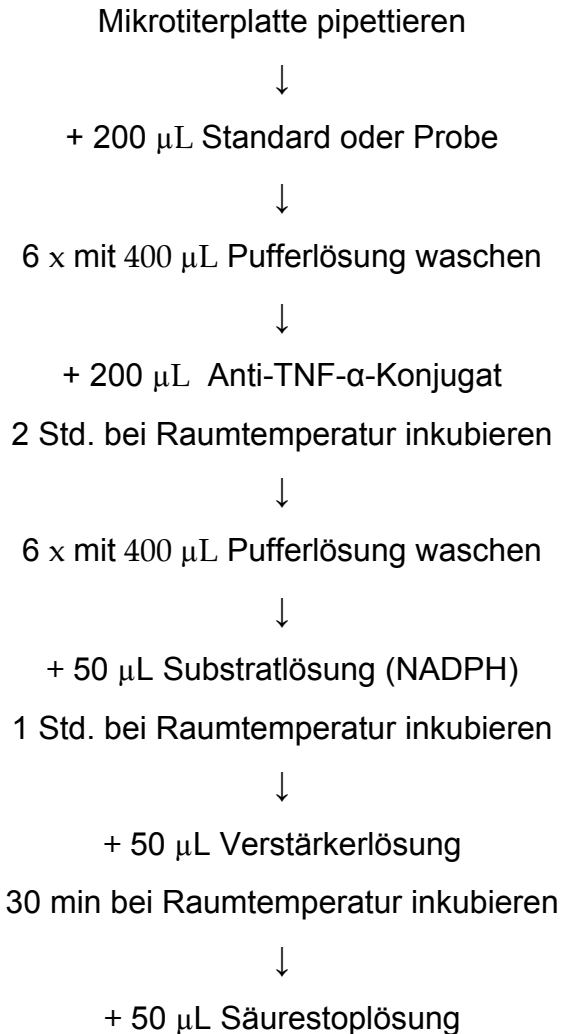 Mikrotiterplatte pipettieren
↓
+ 200 µL Standard oder Probe
↓
6 x mit 400 µL Pufferlösung waschen
↓
+ 200 µL Anti-TNF-α-Konjugat
2 Std. bei Raumtemperatur inkubieren
↓
6 x mit 400 µL Pufferlösung waschen
↓
+ 50 µL Substratlösung (NADPH)
1 Std. bei Raumtemperatur inkubieren
↓
+ 50 µL Verstärkerlösung
30 min bei Raumtemperatur inkubieren
↓
+ 50 µL Säurestoplösung